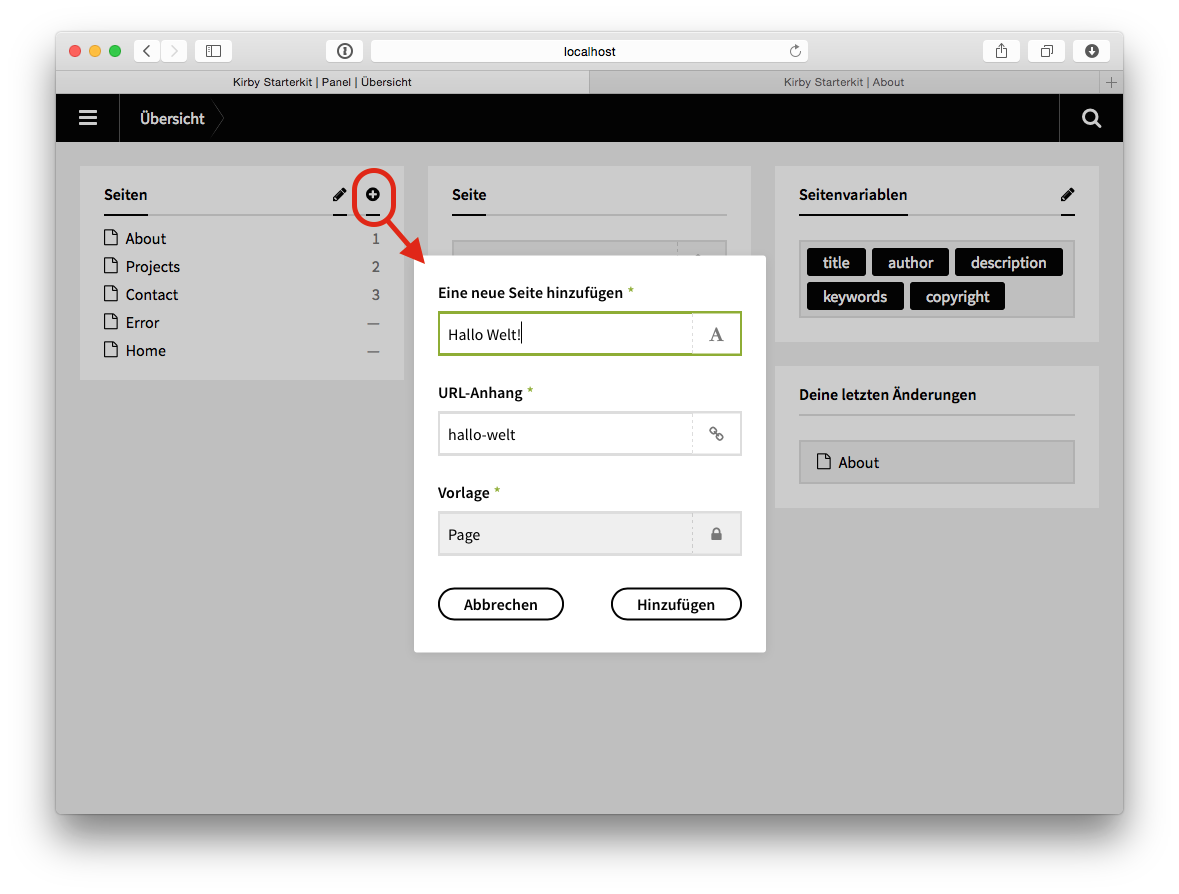 localhost
Kirby Starterkit | Panel | Übersicht
Kirby Starterkit | About
Übersicht
Seiten
About 1
Projects 2
Contact 3
Error —
Home —
Seite
Eine neue Seite hinzufügen *
Hallo Welt!
A
URL-Anhang *
hallo-welt
Vorlage *
Page
Abbrechen
Hinzufügen
Seitenvariablen
title author description
keywords copyright
Deine letzten Änderungen
About